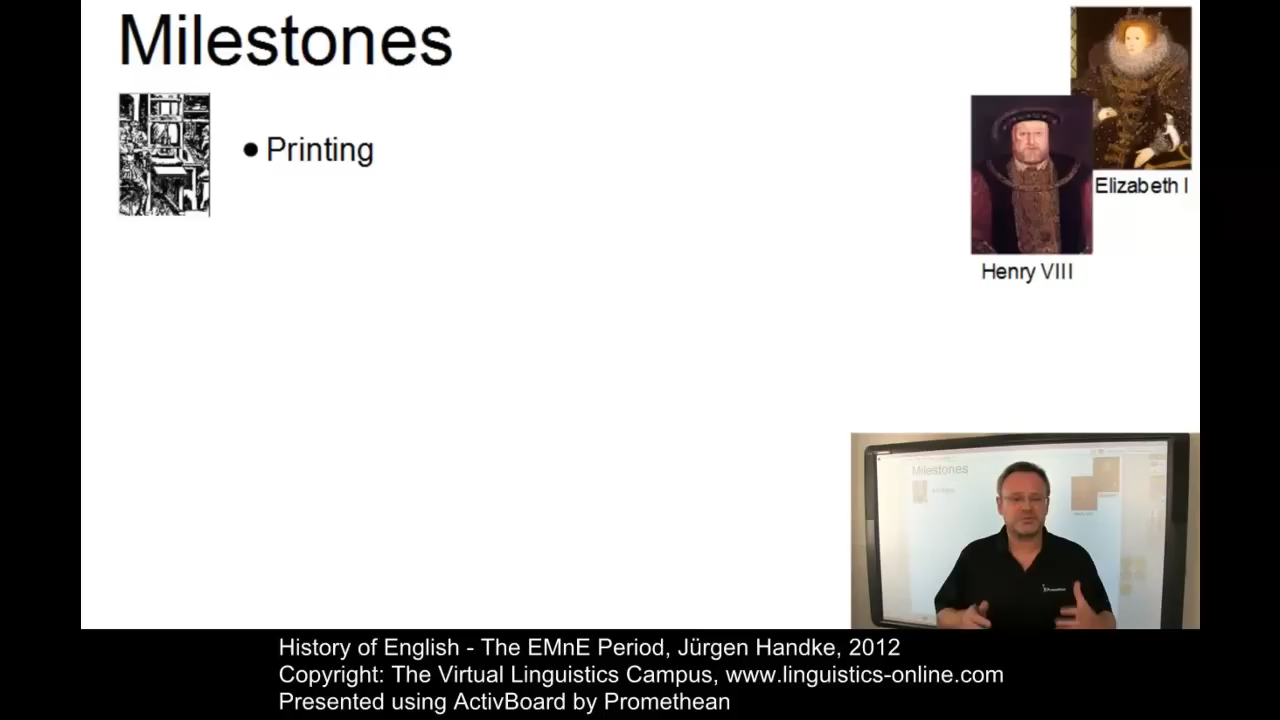 Milestones
• Printing
Elizabeth I
Henry VIII
Milestones
History of English - The EMnE Period, Jürgen Handke, 2012
Copyright: The Virtual Linguistics Campus, www.linguistics-online.com
Presented using ActivBoard by Promethean